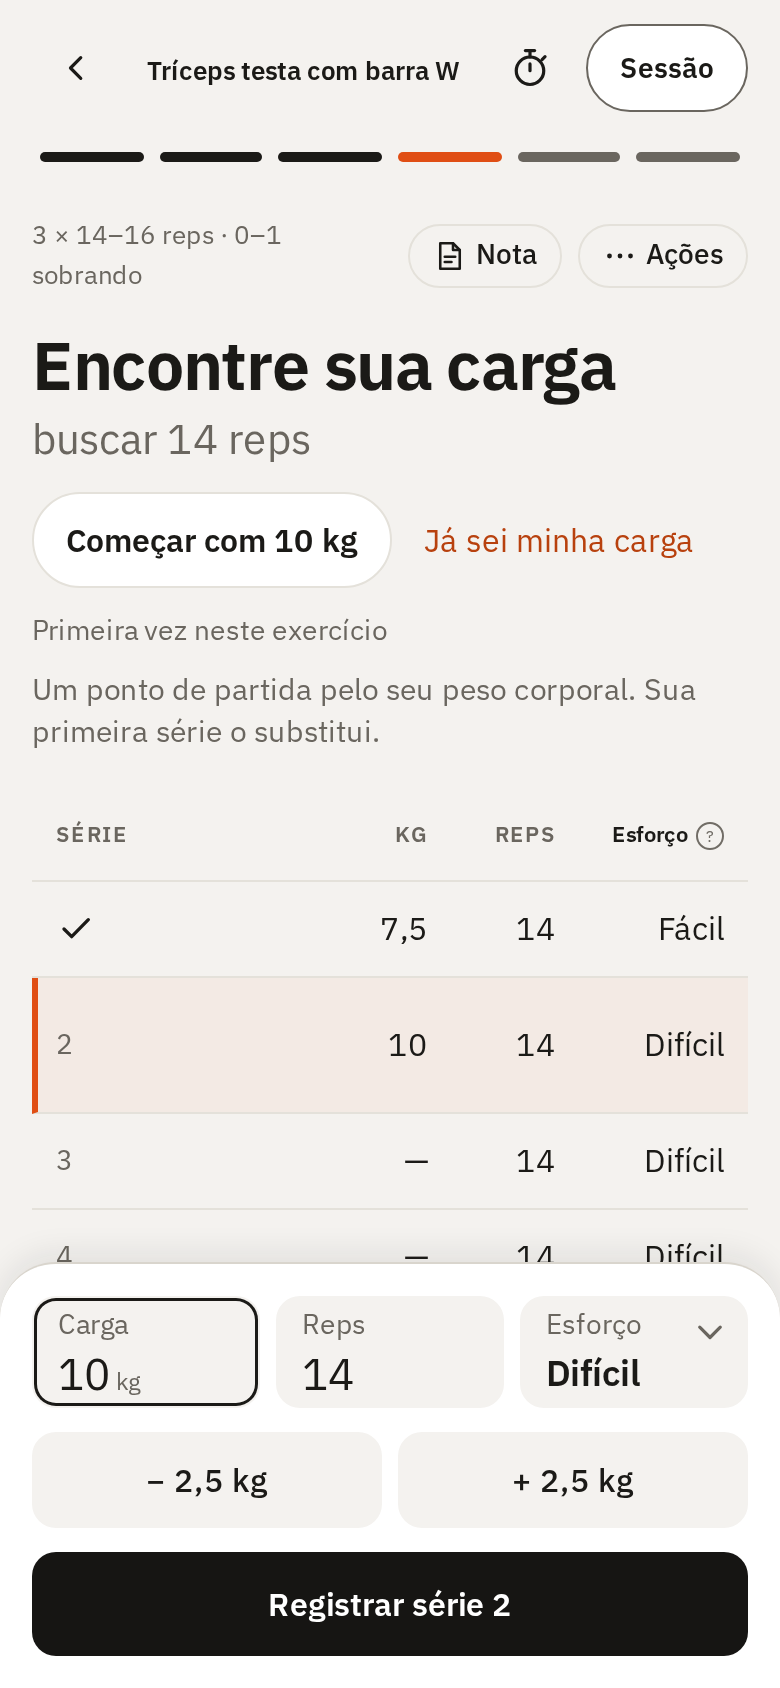 Tríceps testa com barra W
Sessão
3 × 14–16 reps · 0–1
sobrando
Nota
Ações
Encontre sua carga
buscar 14 reps
Começar com 10 kg
Já sei minha carga
Primeira vez neste exercício
Um ponto de partida pelo seu peso corporal. Sua
primeira série o substitui.
SÉRIE KG REPS Esforço ?
7,5 14 Fácil
2 10 14 Difícil
3 — 14 Difícil
4 — 14 Difícil
Carga Reps Esforço
10 kg 14 Difícil
– 2,5 kg + 2,5 kg
Registrar série 2